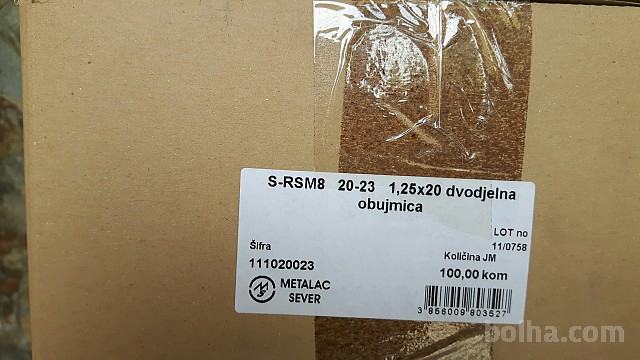 S-RSM8 20-23 1,25x20 dvodjelna
obujmica
LOT no
11/0758
Šifra
Količina JM
111020023
100,00 kom
METALAC
SEVER
3 856009 803527
bolha.com